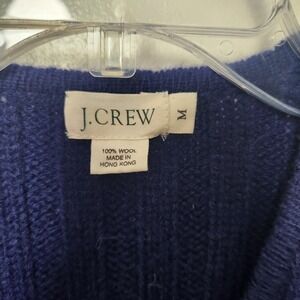 J.CREW
M
100% WOOL
MADE IN
HONG KONG